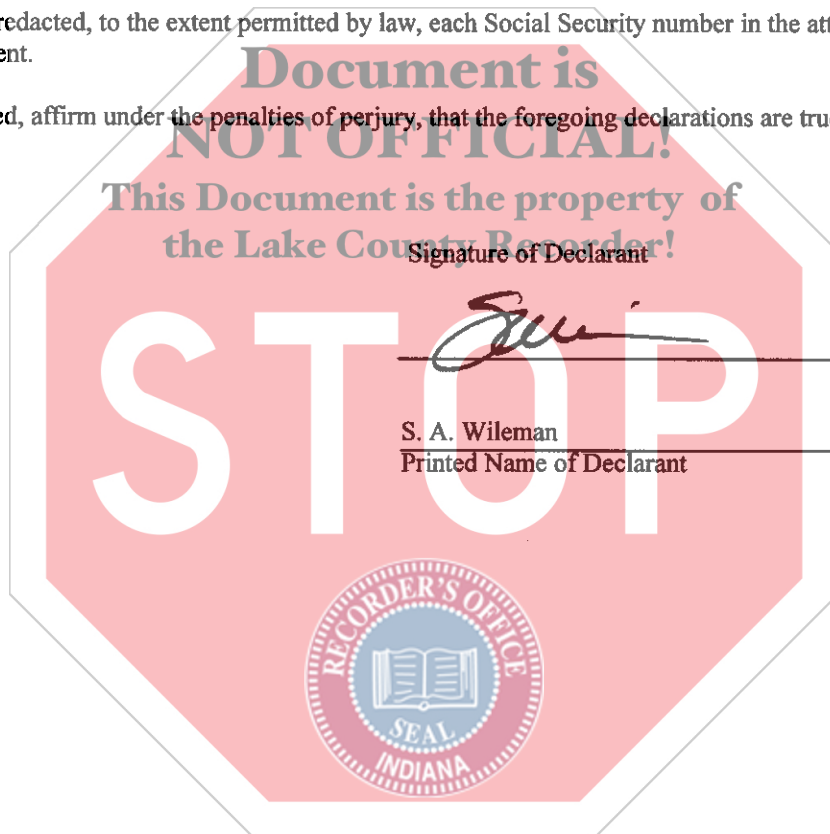 redacted, to the extent permitted by law, each Social Security number in the att
ent.
Document is
ed, affirm under the penalties of perjury, that the foregoing declarations are tru
NOT OFFICIAL!
This Document is the property of
the Lake County Recorder!
Signature of Declarant
STOP
S. A. Wileman
Printed Name of Declarant
RECORDER'S OFFICE
SEAL
INDIANA